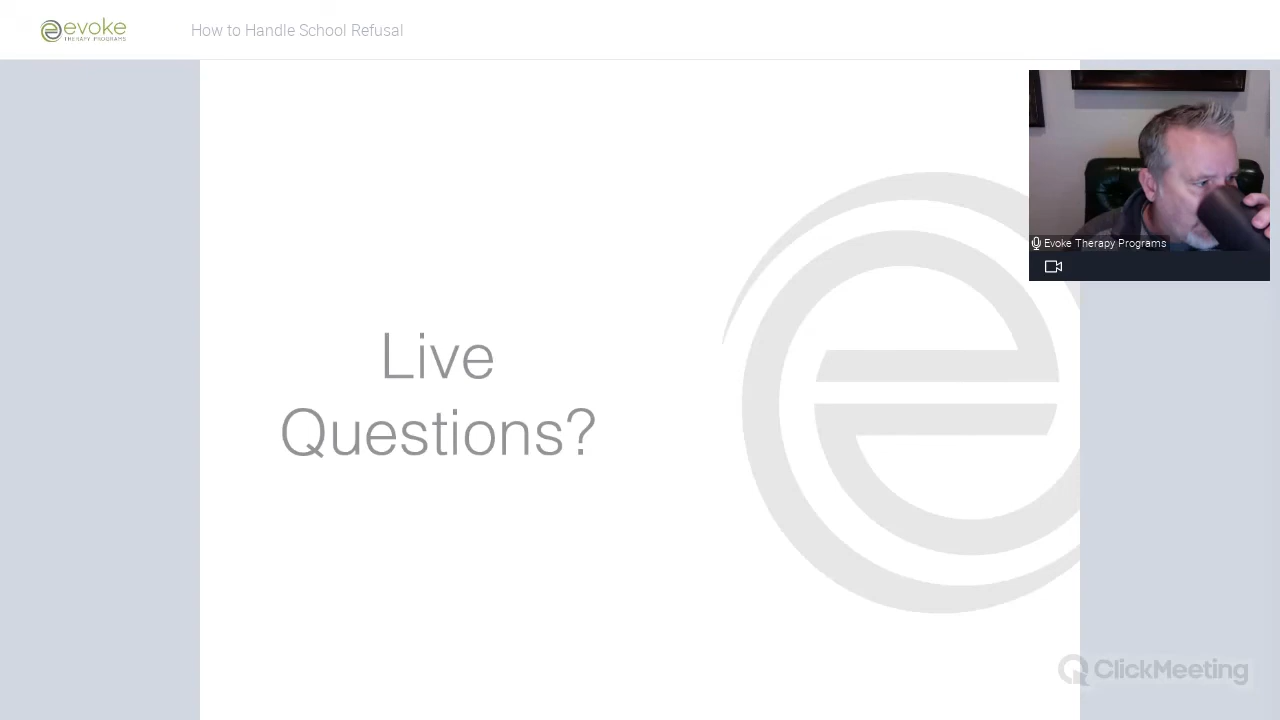 evoke
THERAPY PROGRAMS
How to Handle School Refusal
Evoke Therapy Programs
Live
Questions?
ClickMeeting